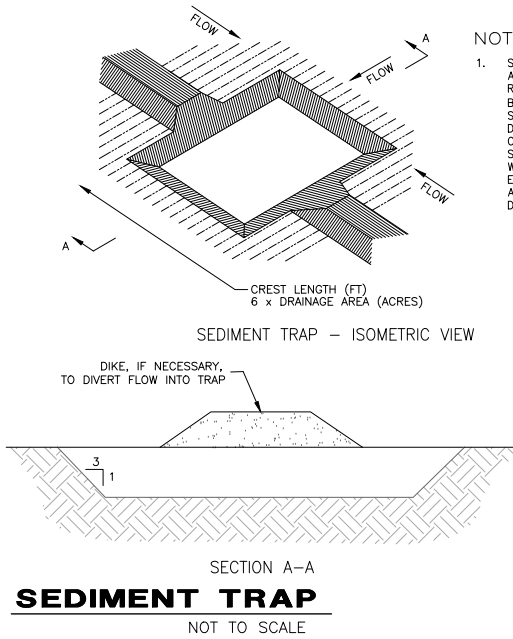 FLOW
A
FLOW
NOT
1. S
A
R
B
S
D
C
S
W
E
A
D
FLOW
A
CREST LENGTH (FT)
6 x DRAINAGE AREA (ACRES)
SEDIMENT TRAP – ISOMETRIC VIEW
DIKE, IF NECESSARY,
TO DIVERT FLOW INTO TRAP
3
1
SECTION A–A
SEDIMENT TRAP
NOT TO SCALE